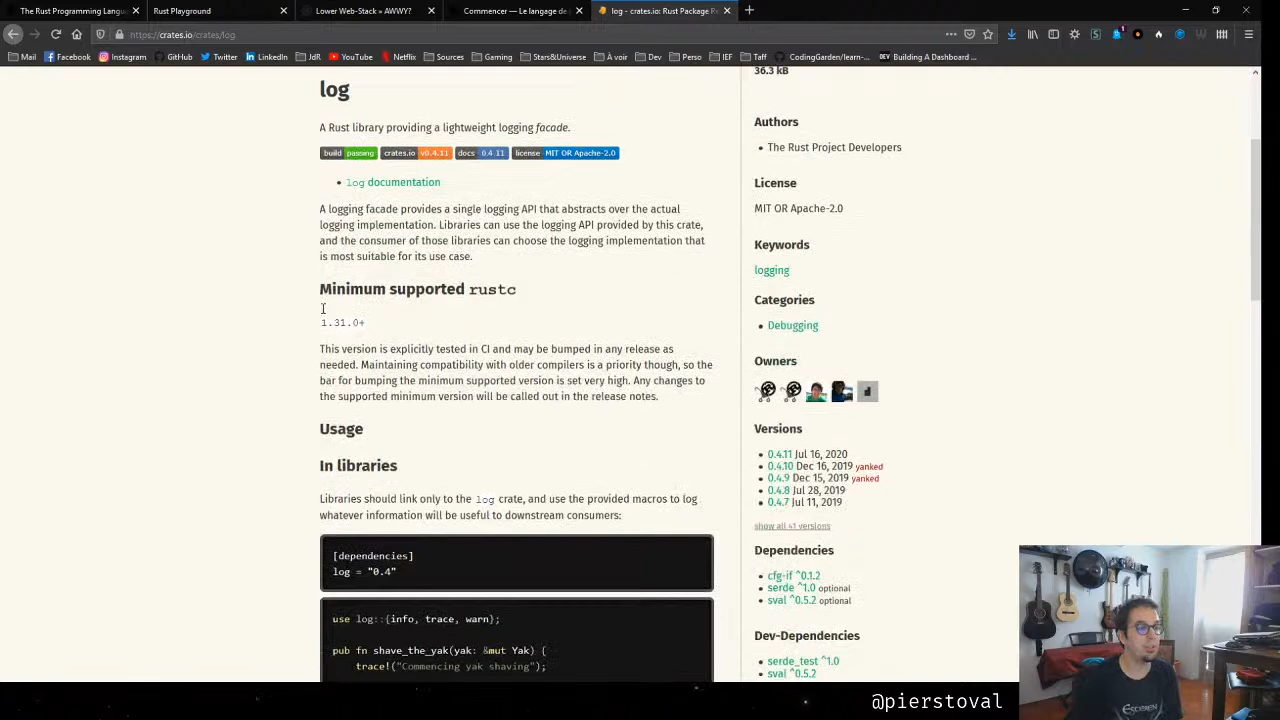 The Rust Programming Langu
Rust Playground
Lower Web-Stack » AWWY?
Commencer — Le langage de p
log - crates.io: Rust Package R
https://crates.io/crates/log
Mail
Facebook
Instagram
GitHub
Twitter
LinkedIn
YouTube
Netflix
Sources
Gaming
Stars&Universe
À voir
Dev
Perso
IEF
Taff
CodingGarden/learn-...
DEV Building A Dashboard ...
log
A Rust library providing a lightweight logging facade.
build passing crates.io v0.4.11 docs 0.4.11 license MIT OR Apache-2.0
log documentation
A logging facade provides a single logging API that abstracts over the actual
logging implementation. Libraries can use the logging API provided by this crate,
and the consumer of those libraries can choose the logging implementation that
is most suitable for its use case.
Minimum supported rustc
1.31.0+
This version is explicitly tested in CI and may be bumped in any release as
needed. Maintaining compatibility with older compilers is a priority though, so the
bar for bumping the minimum supported version is set very high. Any changes to
the supported minimum version will be called out in the release notes.
Usage
In libraries
Libraries should link only to the log crate, and use the provided macros to log
whatever information will be useful to downstream consumers:
[dependencies]
log = "0.4"
use log::{info, trace, warn};
pub fn shave_the_yak(yak: &mut Yak) {
trace!("Commencing yak shaving");
36.3 kB
Authors
The Rust Project Developers
License
MIT OR Apache-2.0
Keywords
logging
Categories
Debugging
Owners
Versions
0.4.11 Jul 16, 2020
0.4.10 Dec 16, 2019 yanked
0.4.9 Dec 15, 2019 yanked
0.4.8 Jul 28, 2019
0.4.7 Jul 11, 2019
show all 41 versions
Dependencies
cfg-if ^0.1.2
serde ^1.0 optional
sval ^0.5.2 optional
Dev-Dependencies
serde_test ^1.0
sval ^0.5.2
@pierstoval